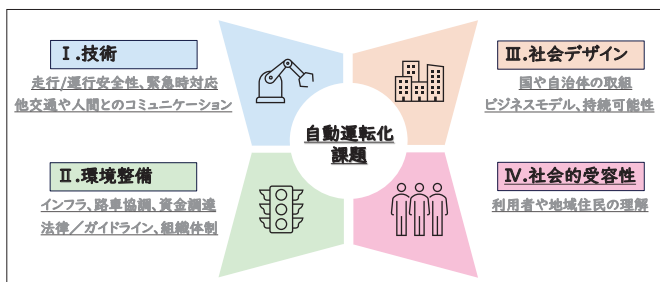 Ⅰ.技術
走行/運行安全性、緊急時対応
他交通や人間とのコミュニケーション
Ⅲ.社会デザイン
国や自治体の取組
ビジネスモデル、持続可能性
自動運転化
課題
Ⅱ.環境整備
インフラ、路車協調、資金調達
法律／ガイドライン、組織体制
Ⅳ.社会的受容性
利用者や地域住民の理解